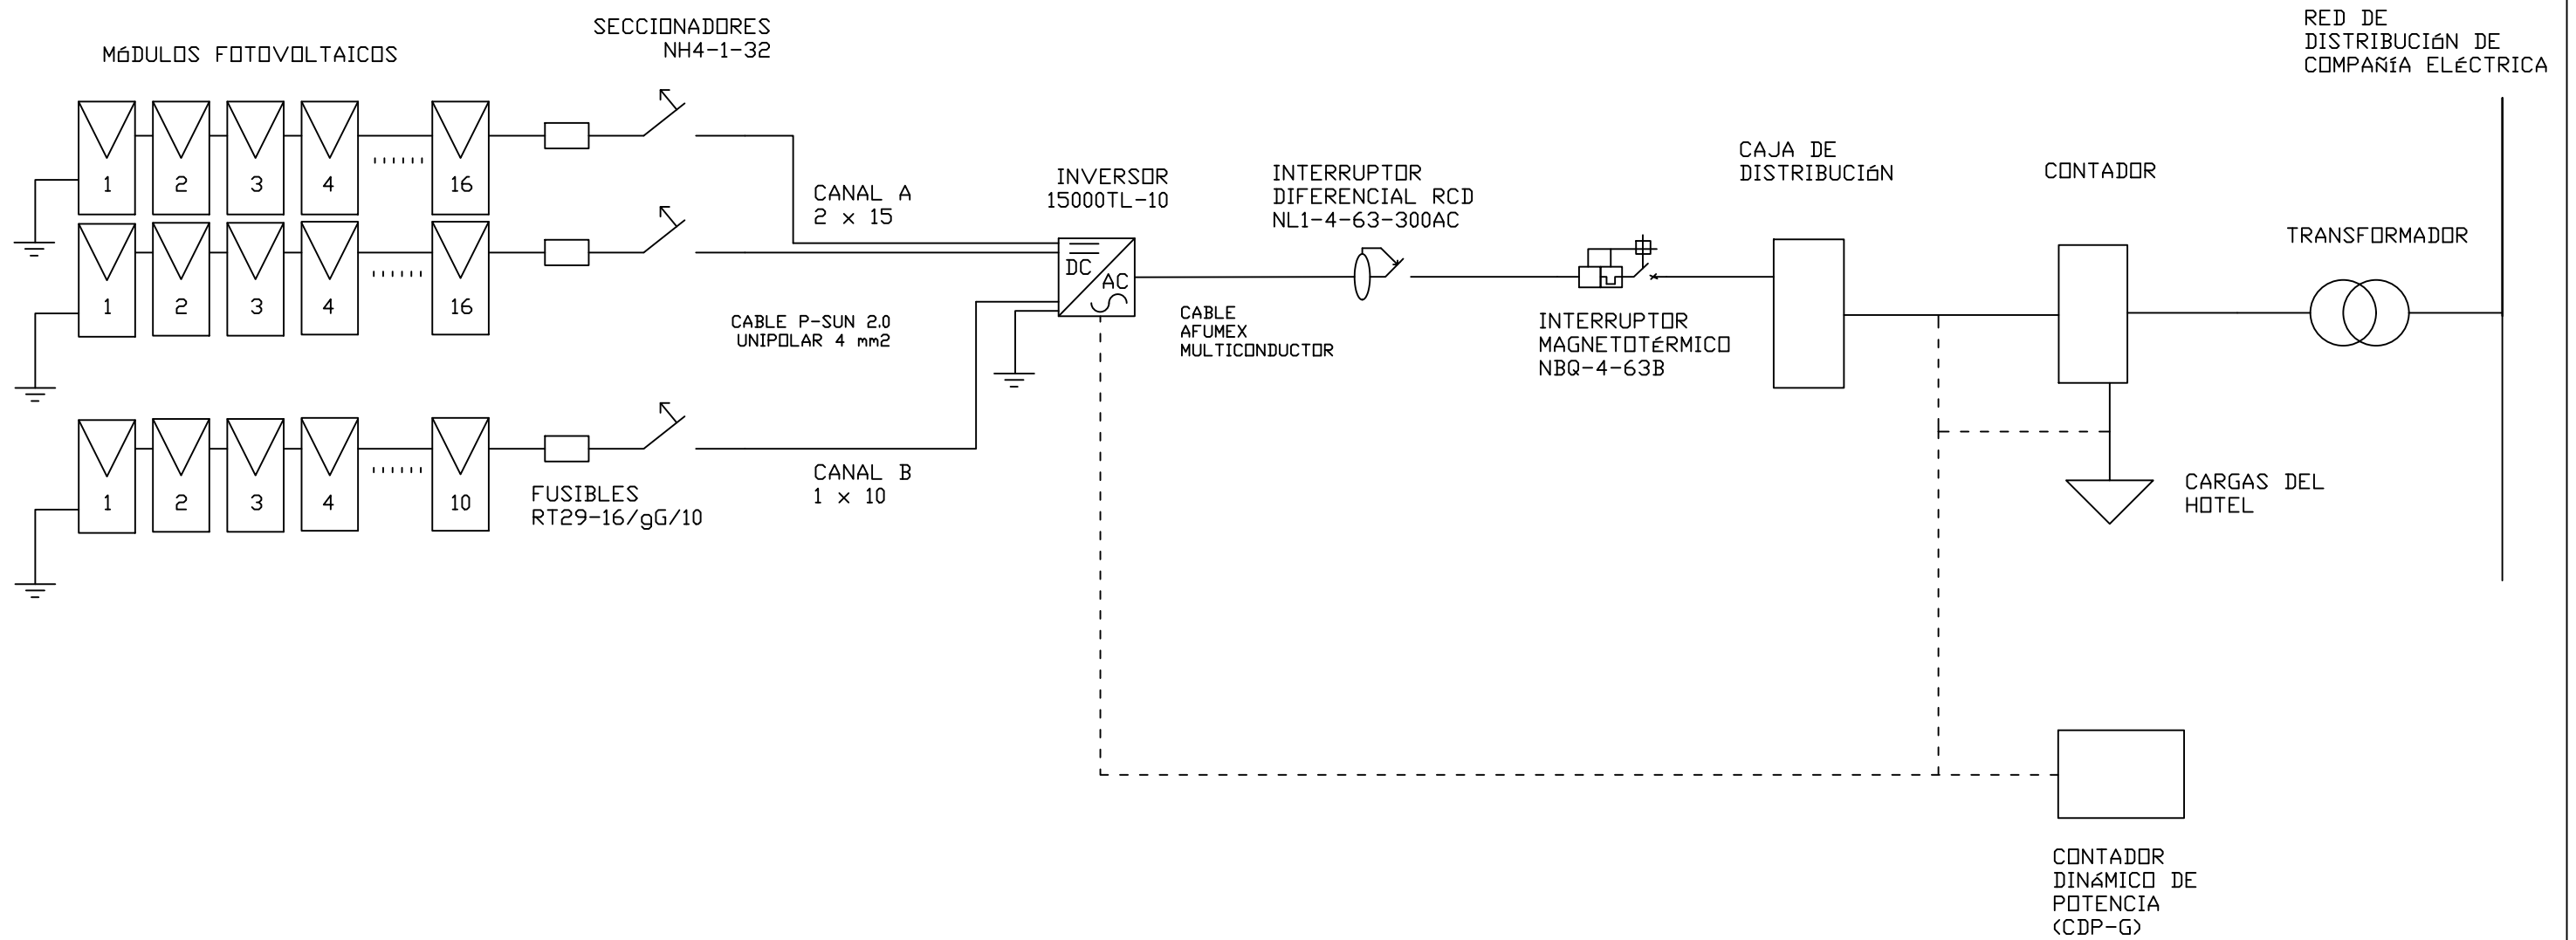 MóDULOS FOTOVOLTAICOS
SECCIONADORES
NH4-1-32
RED DE
DISTRIBUCIóN DE
COMPAÑíA ELéCTRICA
1 2 3 4 16
CANAL A
2 x 15
INVERSOR
15000TL-10
INTERRUPTOR
DIFERENCIAL RCD
NL1-4-63-300AC
CAJA DE
DISTRIBUCIóN
CONTADOR
TRANSFORMADOR
1 2 3 4 16
DC
AC
CABLE P-SUN 2.0
UNIPOLAR 4 mm2
CABLE
AFUMEX
MULTICONDUCTOR
INTERRUPTOR
MAGNETOTéRMICO
NBQ-4-63B
1 2 3 4 10
FUSIBLES
RT29-16/gG/10
CANAL B
1 x 10
CARGAS DEL
HOTEL
CONTADOR
DINáMICO DE
POTENCIA
(CDP-G)